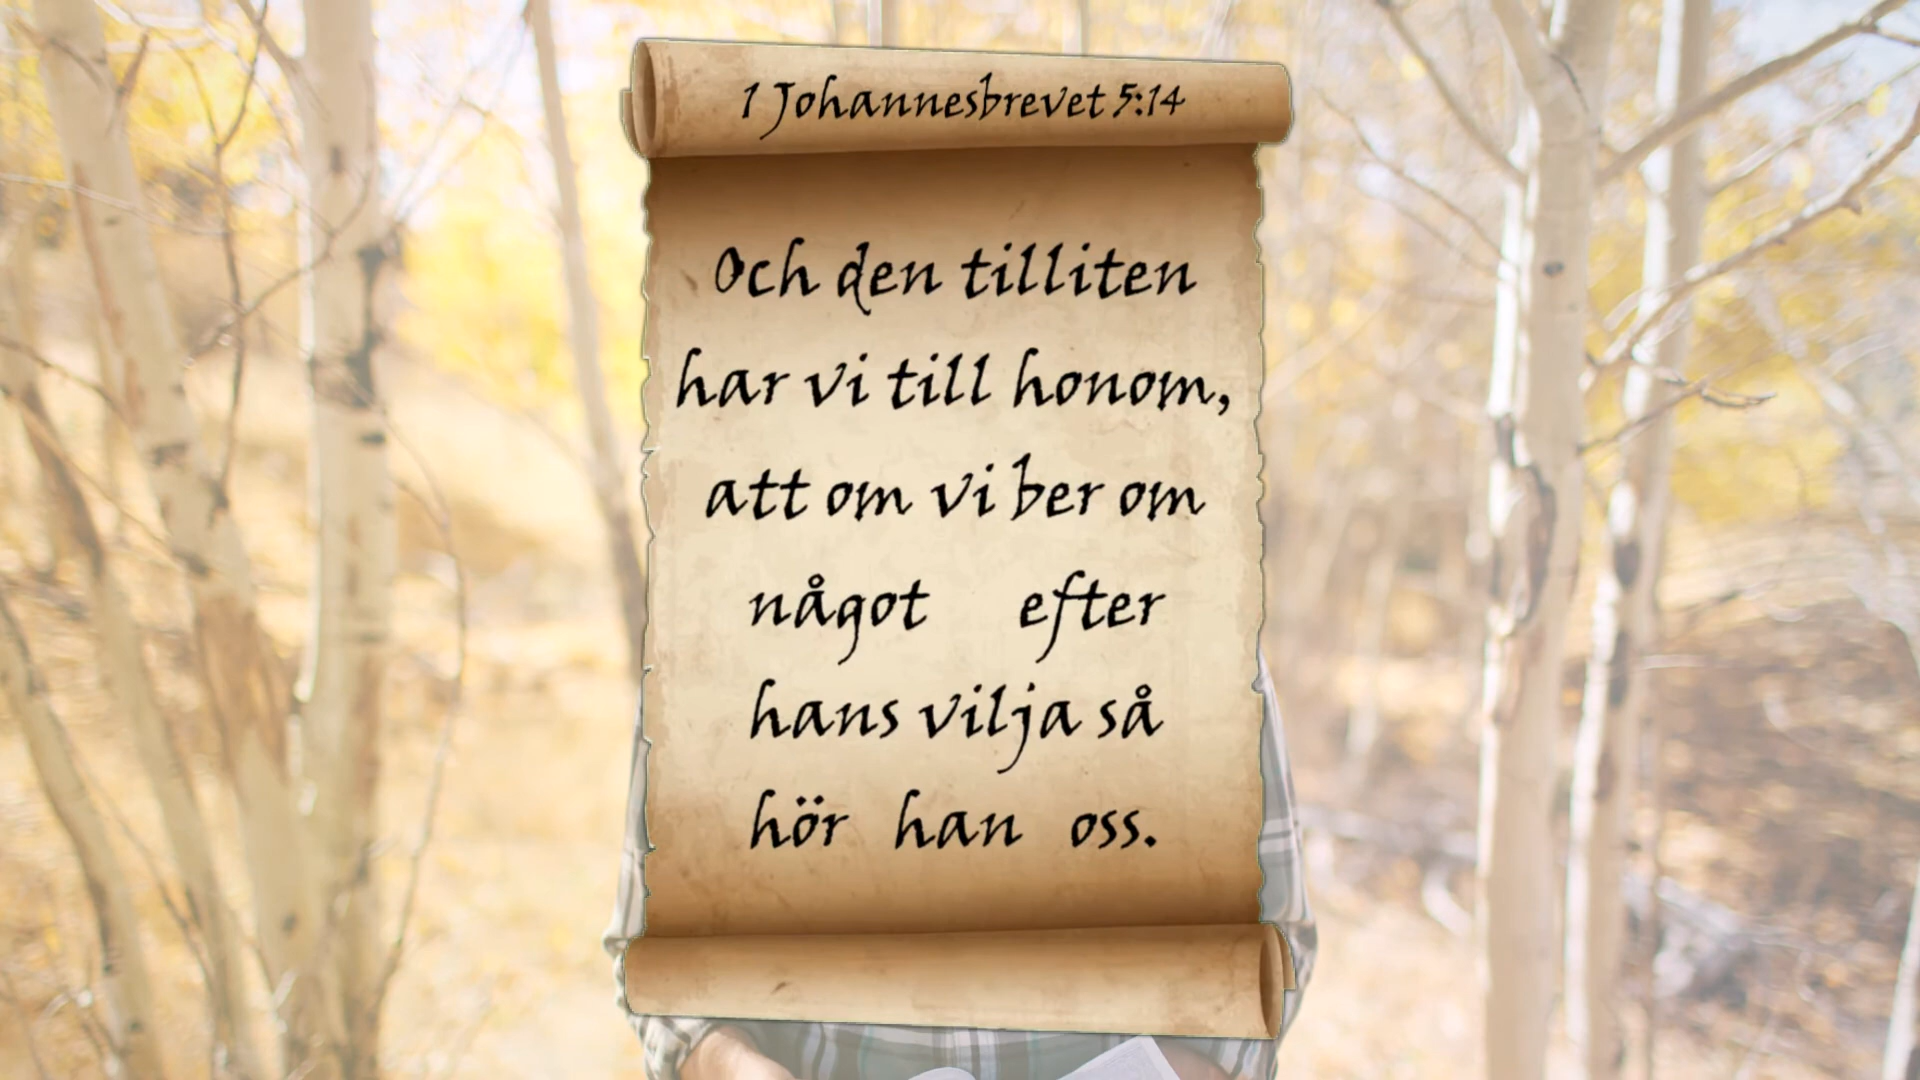 1 Johannesbrevet 5:14
Och den tilliten
har vi till honom,
att om vi ber om
något efter
hans vilja så
hör han oss.